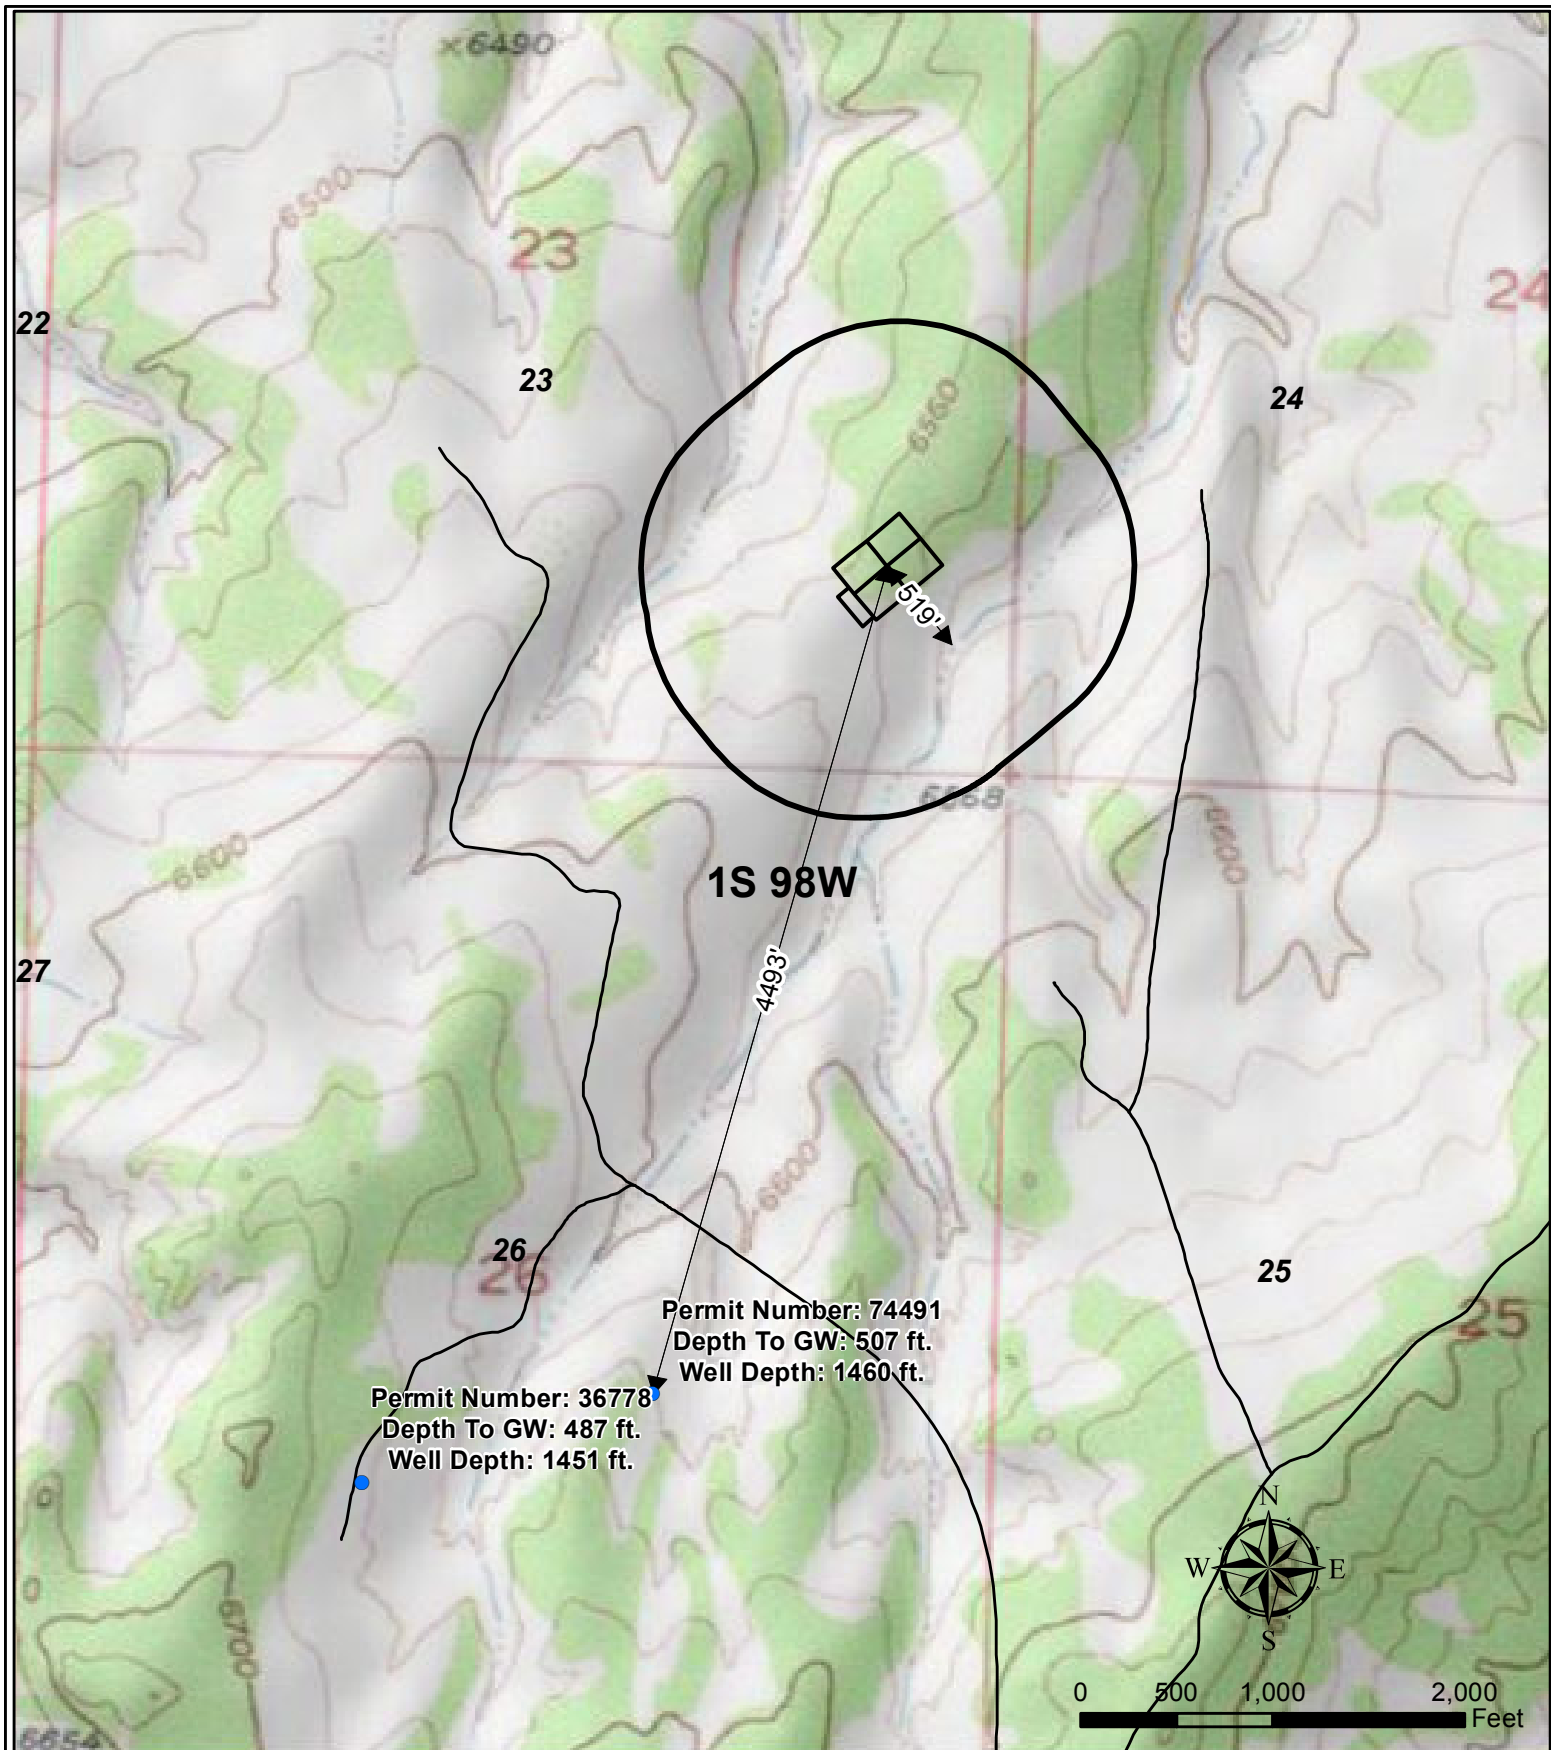 ×6490
6500
23
24
22
23
24
6560
519'
6568
6600
6600
1S 98W
27
4493'
6600
26
26
25
25
Permit Number: 74491
Depth To GW: 507 ft.
Well Depth: 1460 ft.
Permit Number: 36778
Depth To GW: 487 ft.
Well Depth: 1451 ft.
N
W
E
S
6700
0 500 1,000 2,000
Feet
6654